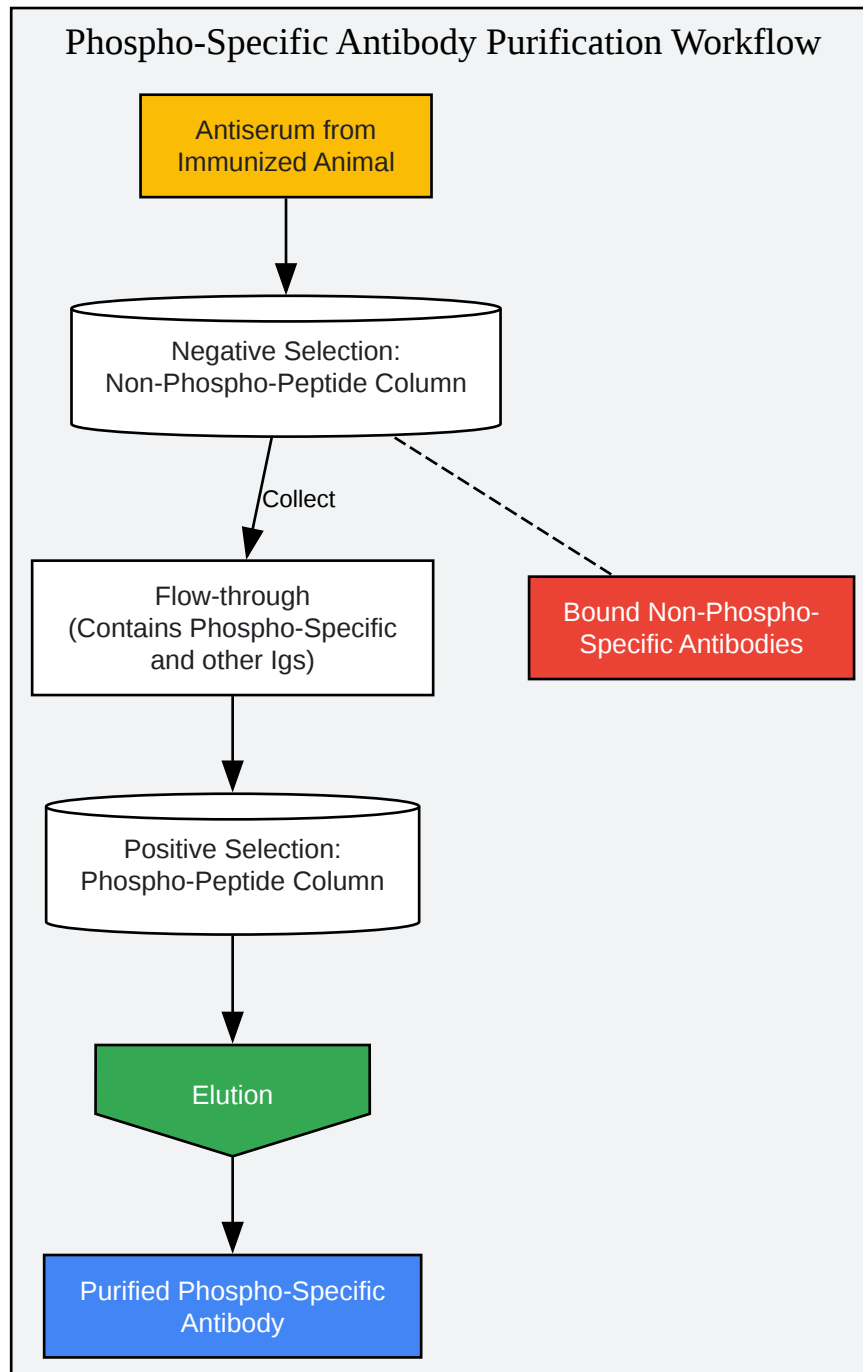 Phospho-Specific Antibody Purification Workflow
Antiserum from
Immunized Animal
Negative Selection:
Non-Phospho-Peptide Column
Collect
Flow-through
(Contains Phospho-Specific
and other Igs)
Bound Non-Phospho-
Specific Antibodies
Positive Selection:
Phospho-Peptide Column
Elution
Purified Phospho-Specific
Antibody